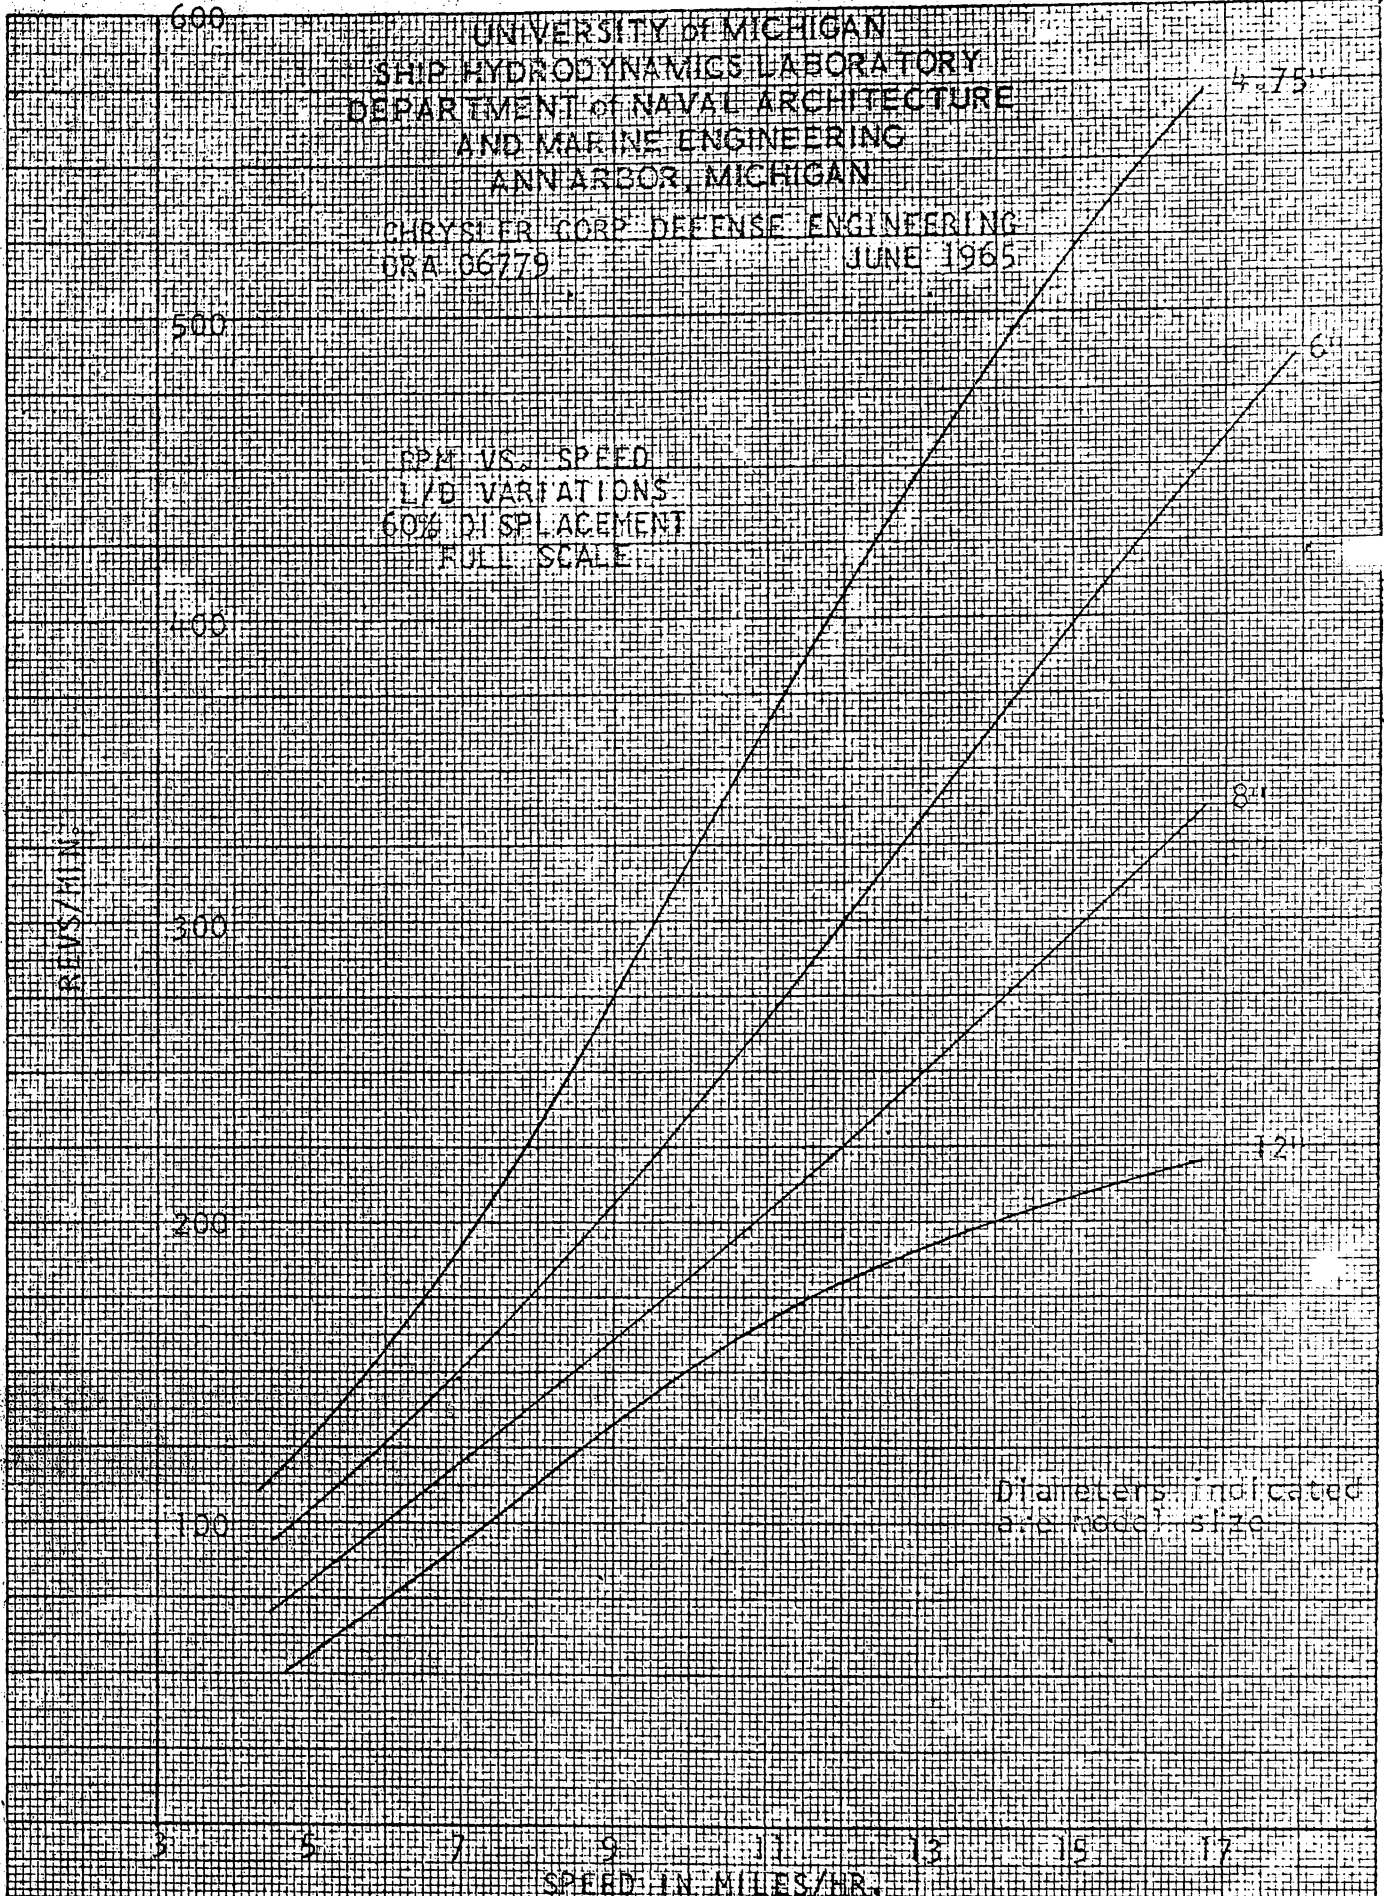 600
UNIVERSITY of MICHIGAN
SHIP HYDRODYNAMICS LABORATORY
DEPARTMENT of NAVAL ARCHITECTURE
AND MARINE ENGINEERING
ANN ARBOR, MICHIGAN
CHRYSLER CORP DEFENSE ENGINEERING
ORA 06779 JUNE 1965
4.75"
500
6"
RPM VS. SPEED
L/D VARIATIONS
60% DISPLACEMENT
FULL SCALE
400
8"
REVS/MIN.
300
12"
200
Diameters indicated
are model size
100
3 5 7 9 11 13 15 17
SPEED IN MILES/HR.